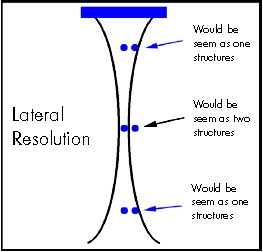 Would be
seem as one
structures
Lateral
Resolution
Would be
seem as two
structures
Would be
seem as one
structures